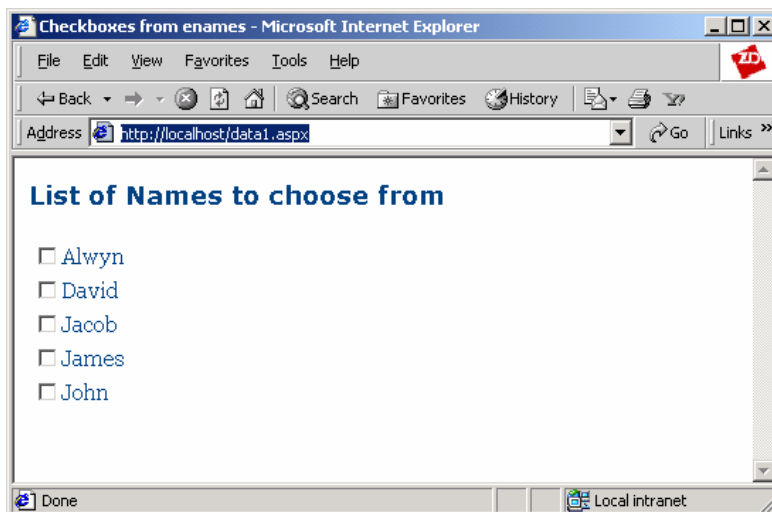 Checkboxes from enames - Microsoft Internet Explorer
File Edit View Favorites Tools Help
ZD
Back Search Favorites History
Address http://localhost/data1.aspx Go Links »
List of Names to choose from
Alwyn
David
Jacob
James
John
Done Local intranet